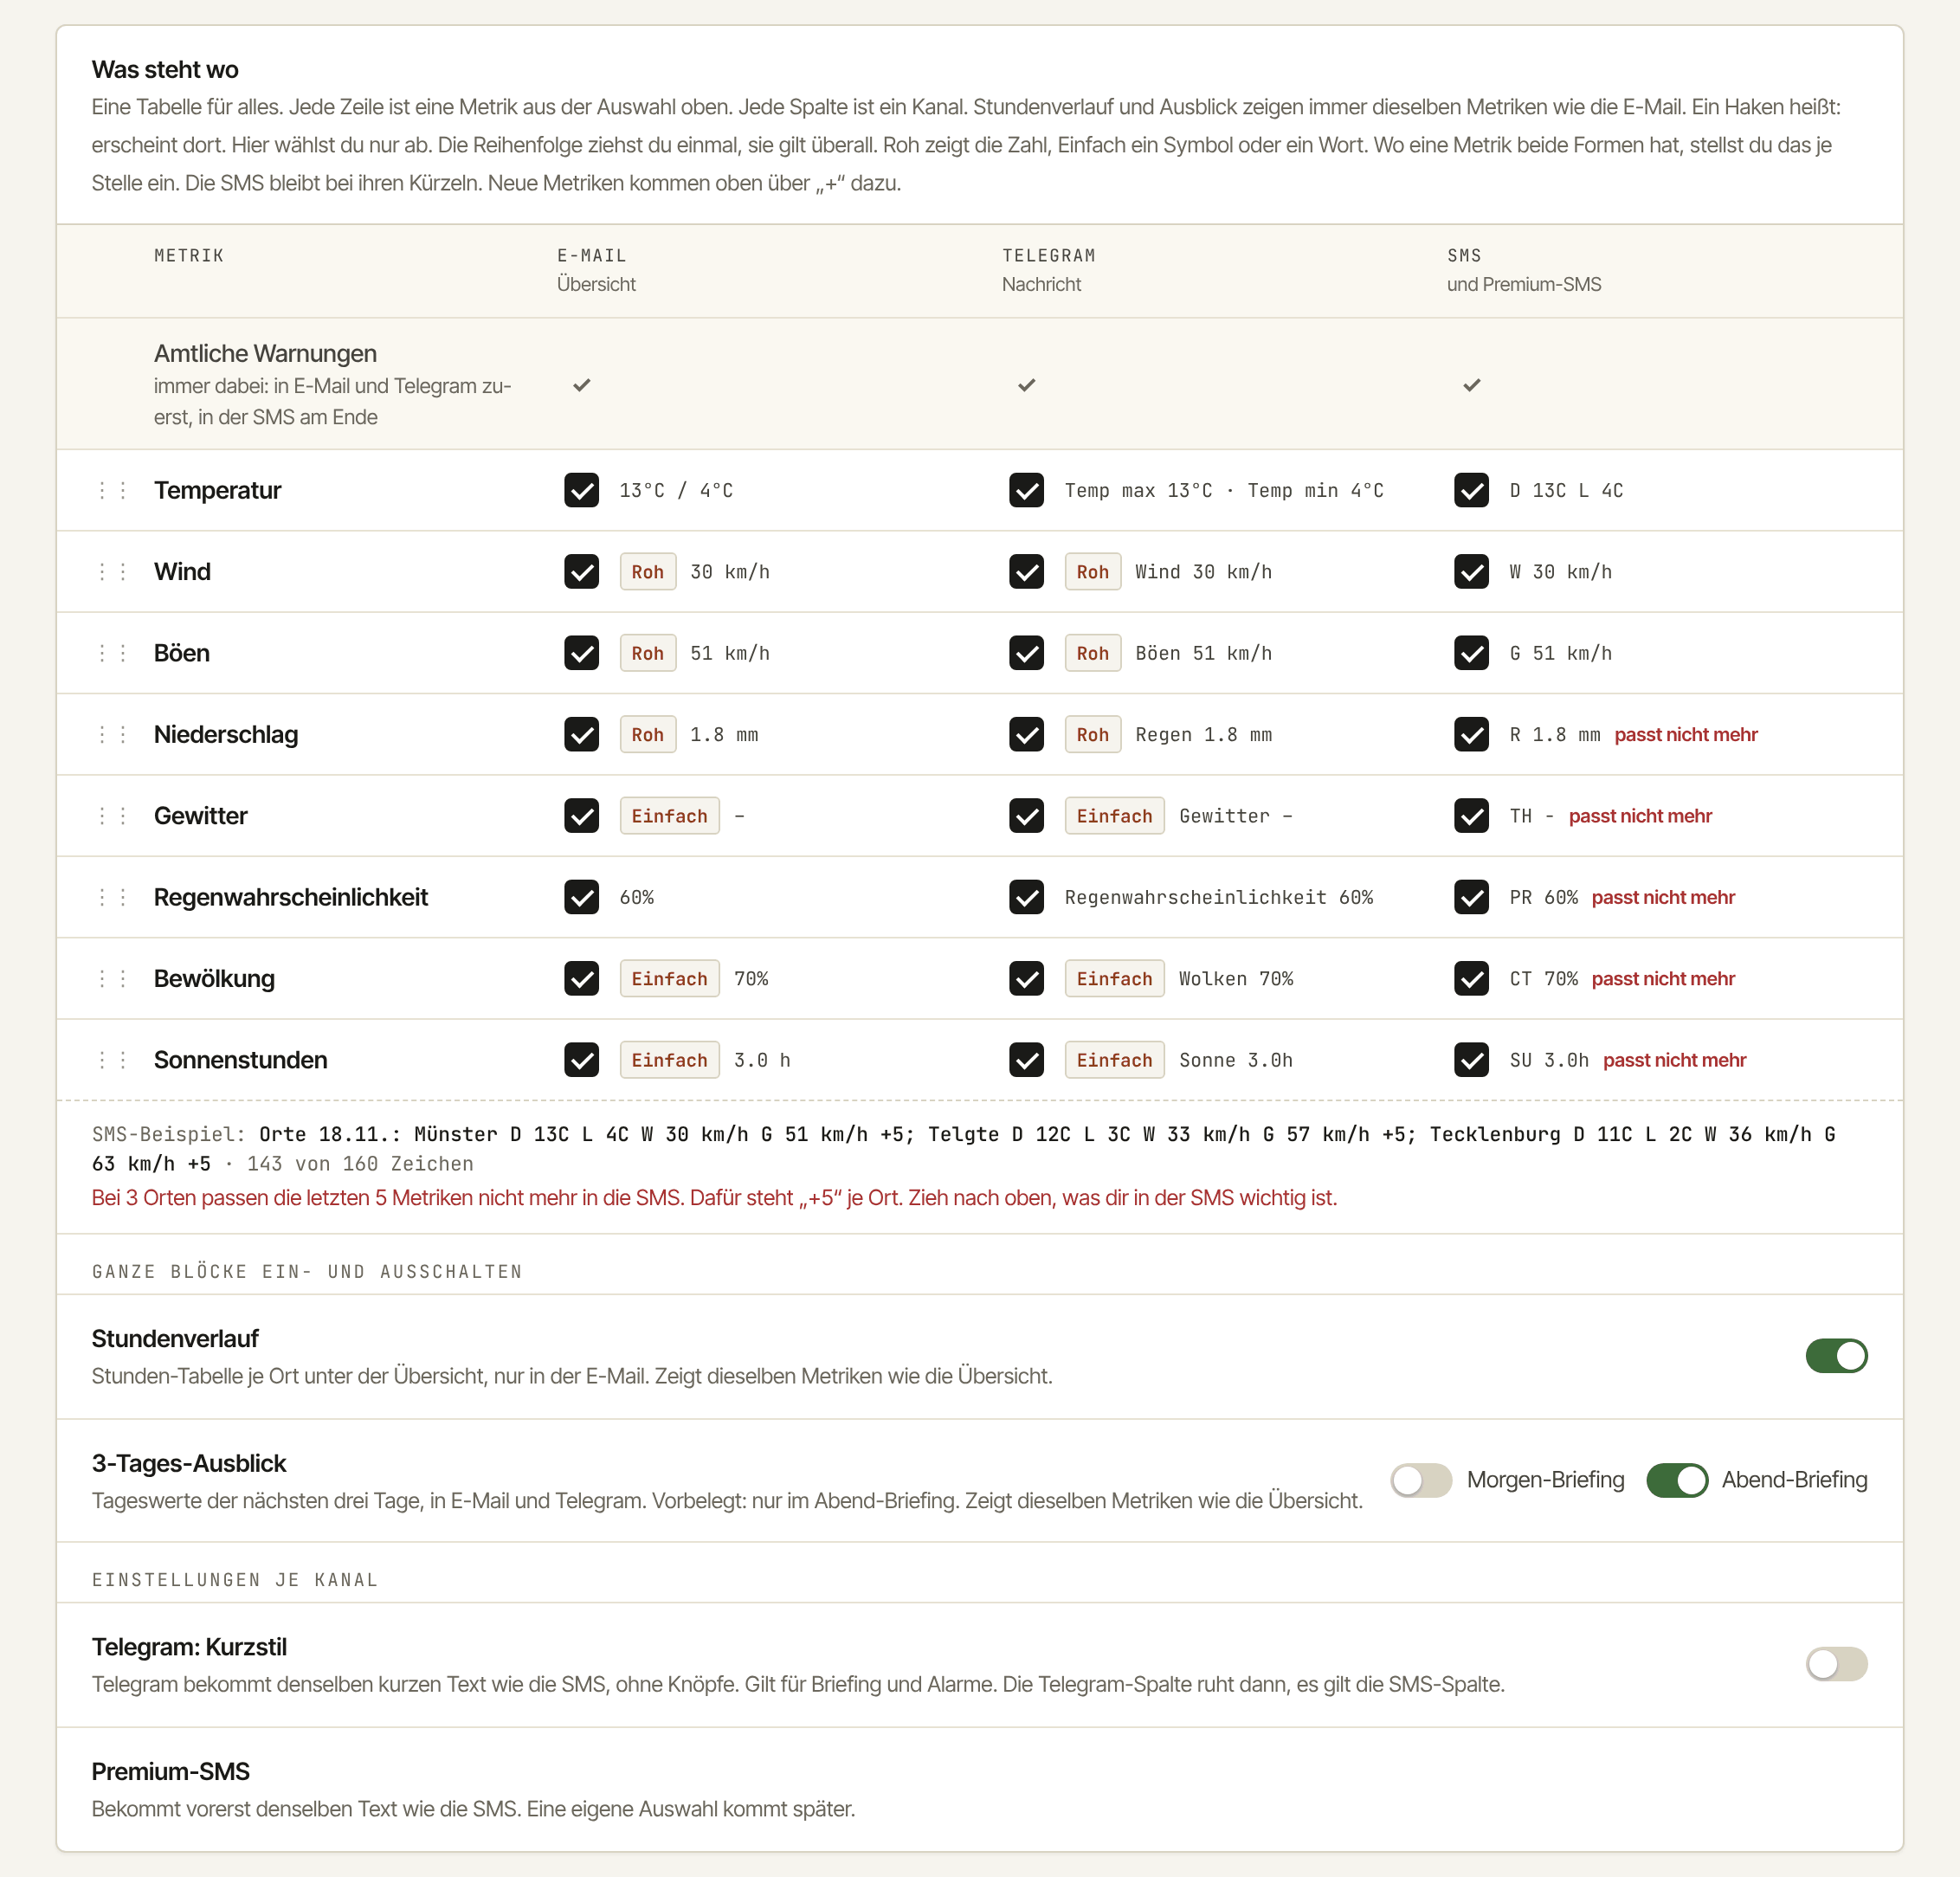 Was steht wo
Eine Tabelle für alles. Jede Zeile ist eine Metrik aus der Auswahl oben. Jede Spalte ist ein Kanal. Stundenverlauf und Ausblick zeigen immer dieselben Metriken wie die E-Mail. Ein Haken heißt:
erscheint dort. Hier wählst du nur ab. Die Reihenfolge ziehst du einmal, sie gilt überall. Roh zeigt die Zahl, Einfach ein Symbol oder ein Wort. Wo eine Metrik beide Formen hat, stellst du das je
Stelle ein. Die SMS bleibt bei ihren Kürzeln. Neue Metriken kommen oben über „+“ dazu.
METRIK E-MAIL TELEGRAM SMS
Übersicht Nachricht und Premium-SMS
Amtliche Warnungen
immer dabei: in E-Mail und Telegram zu-
erst, in der SMS am Ende
Temperatur 13°C / 4°C Temp max 13°C · Temp min 4°C D 13C L 4C
Wind Roh 30 km/h Roh Wind 30 km/h W 30 km/h
Böen Roh 51 km/h Roh Böen 51 km/h G 51 km/h
Niederschlag Roh 1.8 mm Roh Regen 1.8 mm R 1.8 mm passt nicht mehr
Gewitter Einfach – Einfach Gewitter – TH - passt nicht mehr
Regenwahrscheinlichkeit 60% Regenwahrscheinlichkeit 60% PR 60% passt nicht mehr
Bewölkung Einfach 70% Einfach Wolken 70% CT 70% passt nicht mehr
Sonnenstunden Einfach 3.0 h Einfach Sonne 3.0h SU 3.0h passt nicht mehr
SMS-Beispiel: Orte 18.11.: Münster D 13C L 4C W 30 km/h G 51 km/h +5; Telgte D 12C L 3C W 33 km/h G 57 km/h +5; Tecklenburg D 11C L 2C W 36 km/h G
63 km/h +5 · 143 von 160 Zeichen
Bei 3 Orten passen die letzten 5 Metriken nicht mehr in die SMS. Dafür steht „+5“ je Ort. Zieh nach oben, was dir in der SMS wichtig ist.
GANZE BLÖCKE EIN- UND AUSSCHALTEN
Stundenverlauf
Stunden-Tabelle je Ort unter der Übersicht, nur in der E-Mail. Zeigt dieselben Metriken wie die Übersicht.
3-Tages-Ausblick
Tageswerte der nächsten drei Tage, in E-Mail und Telegram. Vorbelegt: nur im Abend-Briefing. Zeigt dieselben Metriken wie die Übersicht.
Morgen-Briefing Abend-Briefing
EINSTELLUNGEN JE KANAL
Telegram: Kurzstil
Telegram bekommt denselben kurzen Text wie die SMS, ohne Knöpfe. Gilt für Briefing und Alarme. Die Telegram-Spalte ruht dann, es gilt die SMS-Spalte.
Premium-SMS
Bekommt vorerst denselben Text wie die SMS. Eine eigene Auswahl kommt später.